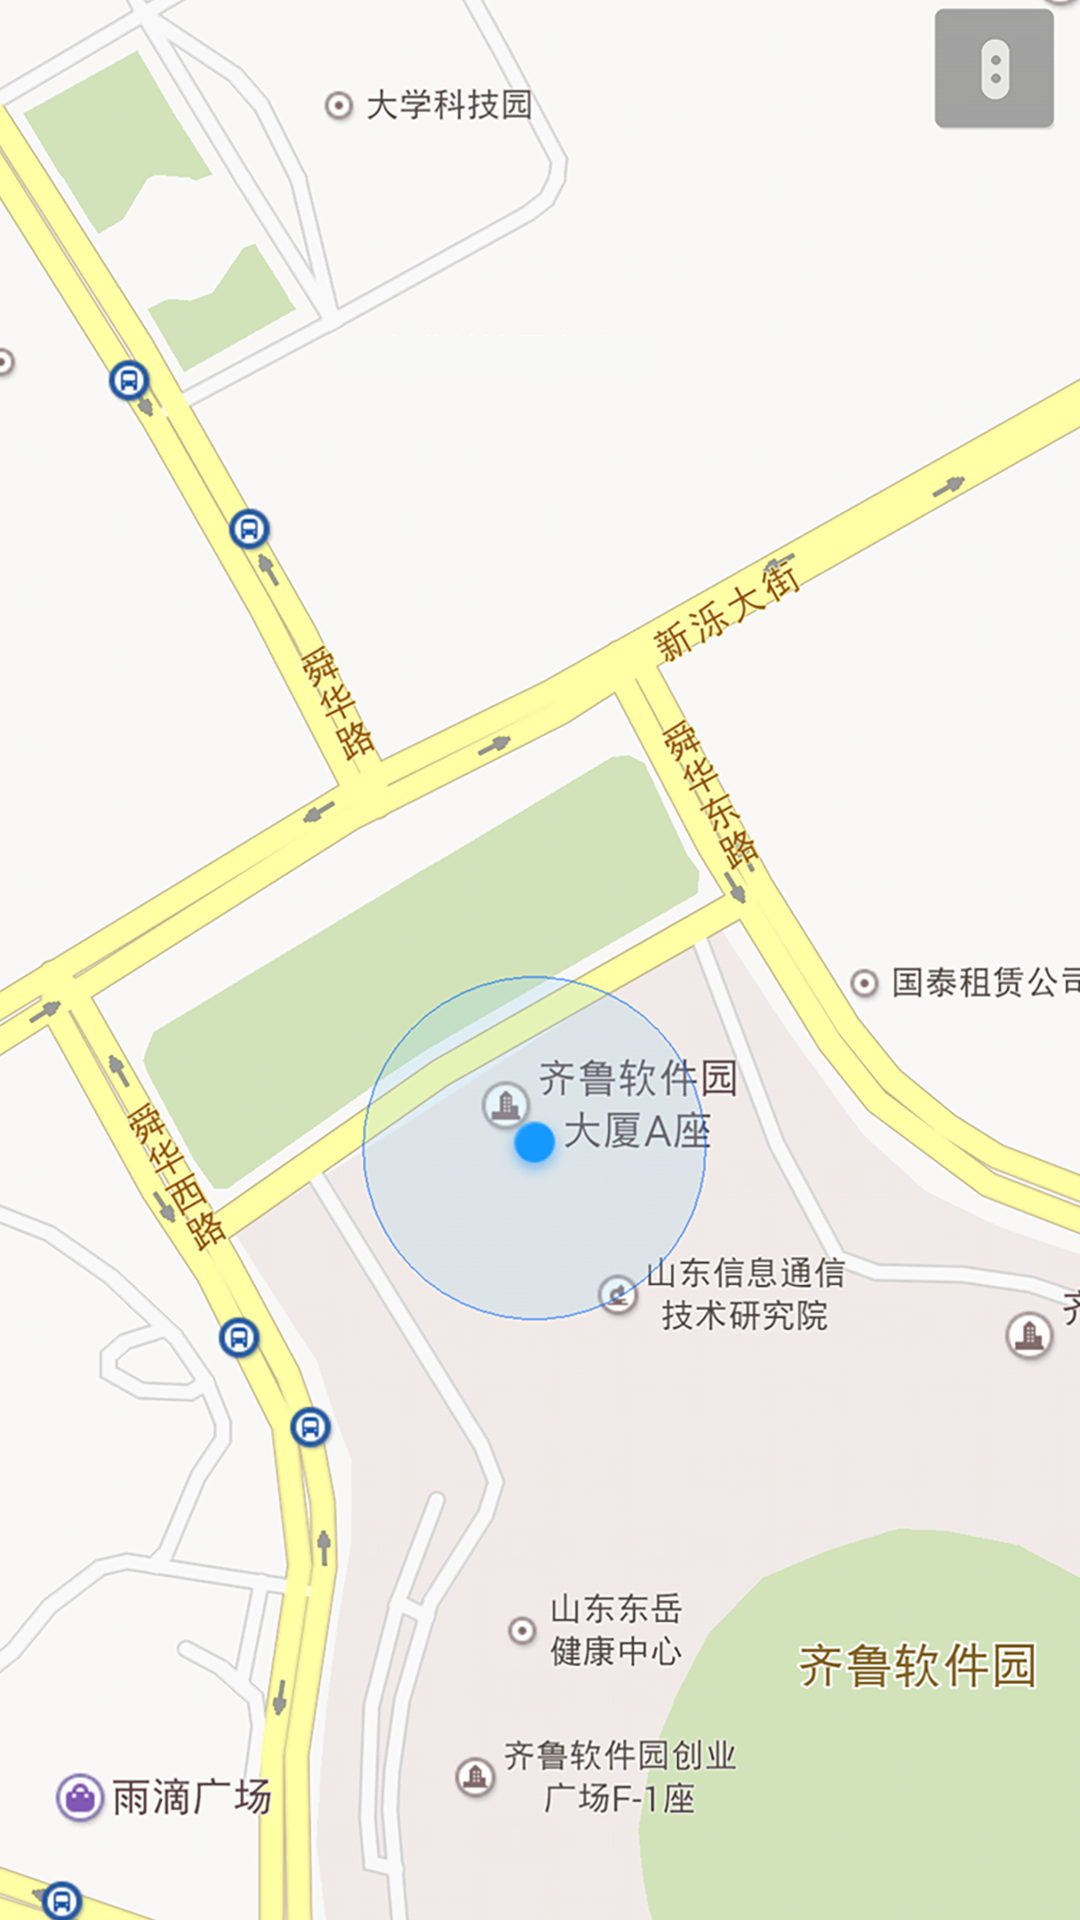 大学科技园
新泺大街
舜华路
舜华东路
国泰租赁公司
齐鲁软件园
大厦A座
舜华西路
山东信息通信
技术研究院
齐
山东东岳
健康中心
齐鲁软件园
齐鲁软件园创业
广场F-1座
雨滴广场